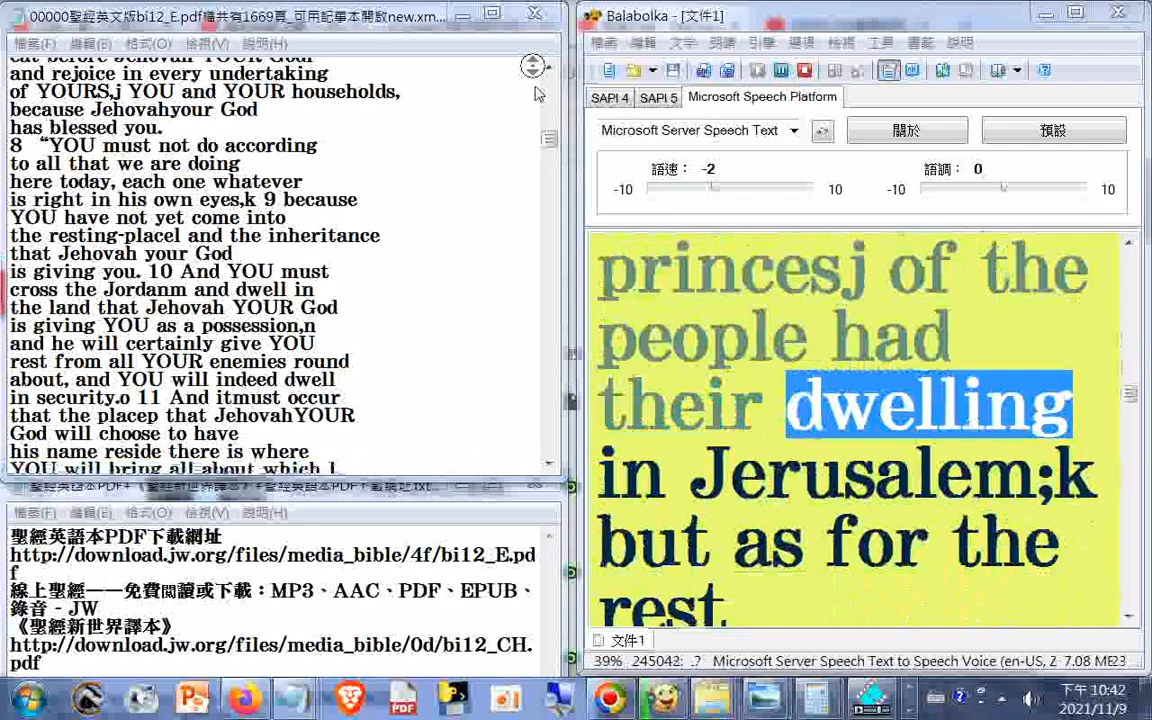 00000聖經英文版bi12_E.pdf檔共有1669頁_可用記事本開啟new.xm...
檔案(F) 編輯(E) 格式(O) 檢視(V) 說明(H)
eat before Jehovah YOUR God
and rejoice in every undertaking
of YOURS,j YOU and YOUR households,
because Jehovahyour God
has blessed you.
8 “YOU must not do according
to all that we are doing
here today, each one whatever
is right in his own eyes,k 9 because
YOU have not yet come into
the resting-placel and the inheritance
that Jehovah your God
is giving you. 10 And YOU must
cross the Jordanm and dwell in
the land that Jehovah YOUR God
is giving YOU as a possession,n
and he will certainly give YOU
rest from all YOUR enemies round
about, and YOU will indeed dwell
in security.o 11 And itmust occur
that the placep that JehovahYOUR
God will choose to have
his name reside there is where
YOU will bring all about which I
檔案(F) 編輯(E) 格式(O) 檢視(V) 說明(H)
聖經英語本PDF下載網址
http://download.jw.org/files/media_bible/4f/bi12_E.pd
f
線上聖經——免費閱讀或下載：MP3、AAC、PDF、EPUB、
錄音 - JW
《聖經新世界譯本》
http://download.jw.org/files/media_bible/0d/bi12_CH.
pdf
Balabolka - [文件1]
檔案 編輯 文字 朗讀 引擎 選項 檢視 工具 書籤 說明
SAPI 4 SAPI 5 Microsoft Speech Platform
Microsoft Server Speech Text 關於 預設
語速： -2 語調： 0
-10 10 -10 10
princesj of the
people had
their dwelling
in Jerusalem;k
but as for the
rest
文件1
39% 245042: .? Microsoft Server Speech Text to Speech Voice (en-US, Z 7.08 ME23
下午 10:42
2021/11/9